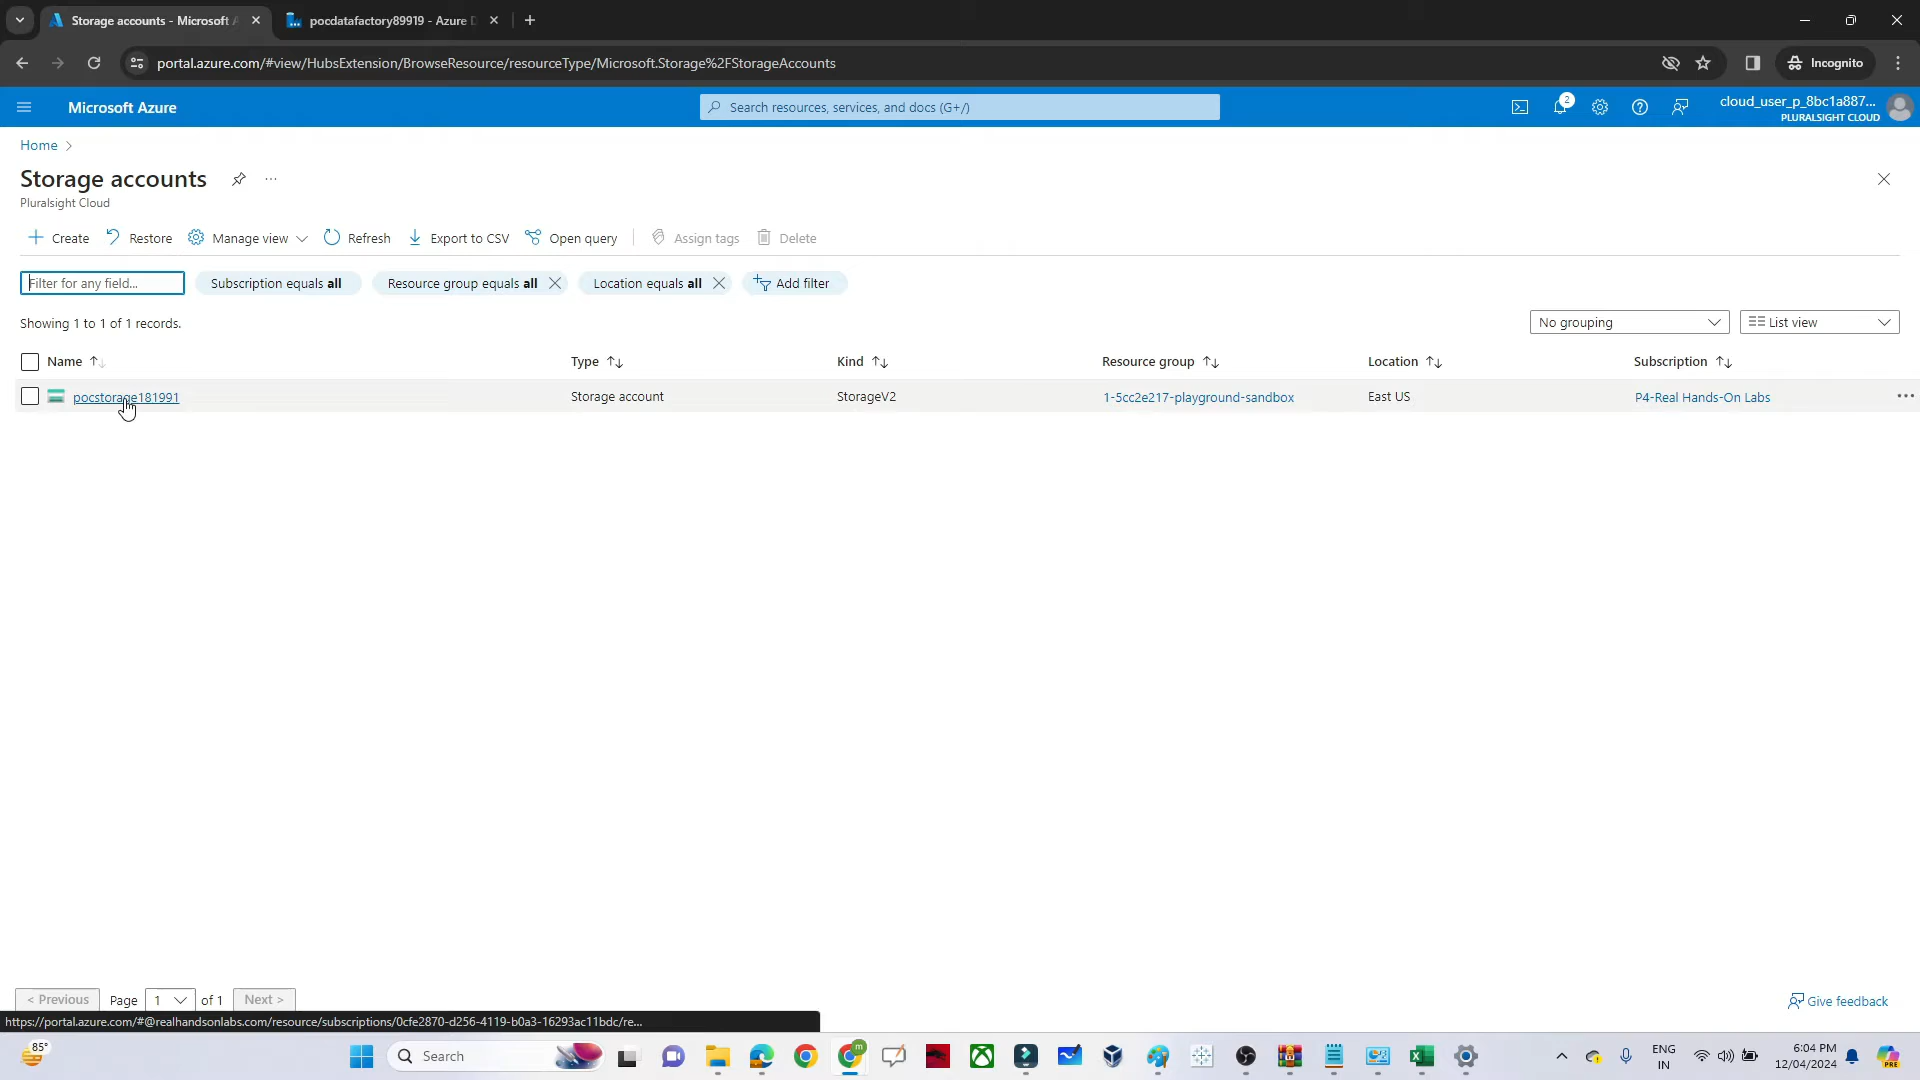 Storage accounts - Microsoft A
pocdatafactory89919 - Azure D
portal.azure.com/#view/HubsExtension/BrowseResource/resourceType/Microsoft.Storage%2FStorageAccounts
Incognito
Microsoft Azure
Search resources, services, and docs (G+/)
2
cloud_user_p_8bc1a887...
PLURALSIGHT CLOUD
Home
Storage accounts
Pluralsight Cloud
Create
Restore
Manage view
Refresh
Export to CSV
Open query
Assign tags
Delete
Filter for any field...
Subscription equals all
Resource group equals all
Location equals all
Add filter
Showing 1 to 1 of 1 records.
No grouping
List view
Name
Type
Kind
Resource group
Location
Subscription
pocstorage181991
Storage account
StorageV2
1-5cc2e217-playground-sandbox
East US
P4-Real Hands-On Labs
< Previous
Page
1
of 1
Next >
Give feedback
https://portal.azure.com/#@realhandsonlabs.com/resource/subscriptions/0cfe2870-d256-4119-b0a3-16293ac11bdc/re...
85°
Search
m
ENG
IN
6:04 PM
12/04/2024
PRE